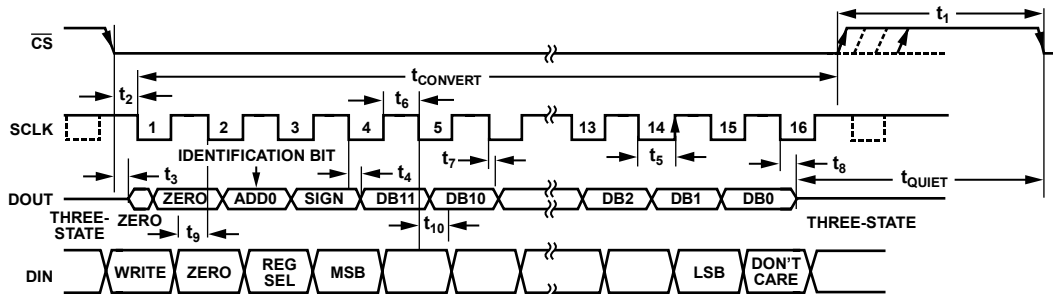 t1
CS
tCONVERT
t2
t6
SCLK
1 2 3 4 5 13 14 15 16
t7
t5
IDENTIFICATION BIT
t3
t4
t8
tQUIET
DOUT
ZERO ADD0 SIGN DB11 DB10 DB2 DB1 DB0
THREE-STATE
ZERO
THREE-STATE
t9
t10
DIN
WRITE ZERO REG SEL MSB LSB DON'T CARE